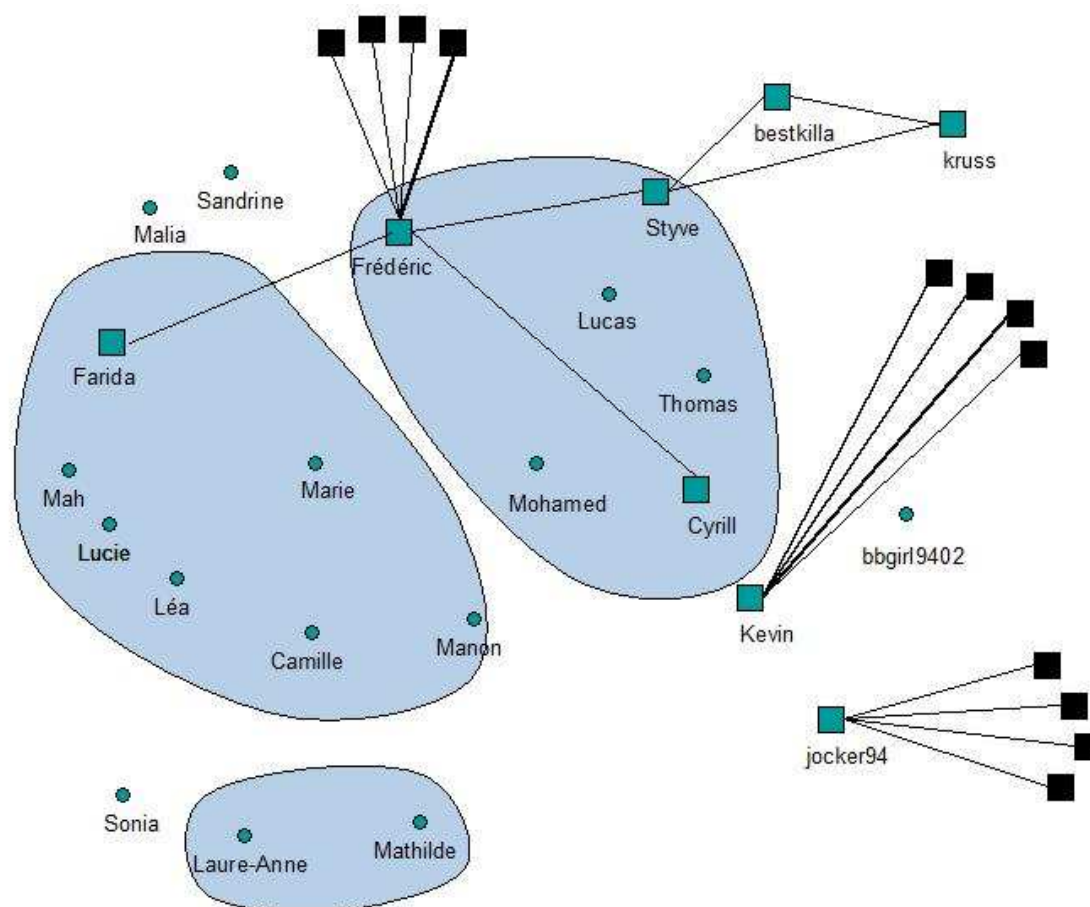 bestkilla
kruss
Sandrine
Malia
Styve
Frédéric
Lucas
Farida
Thomas
Marie
Mah
Mohamed
Cyrill
Lucie
bbgirl9402
Léa
Kevin
Camille
Manon
jocker94
Sonia
Laure-Anne
Mathilde